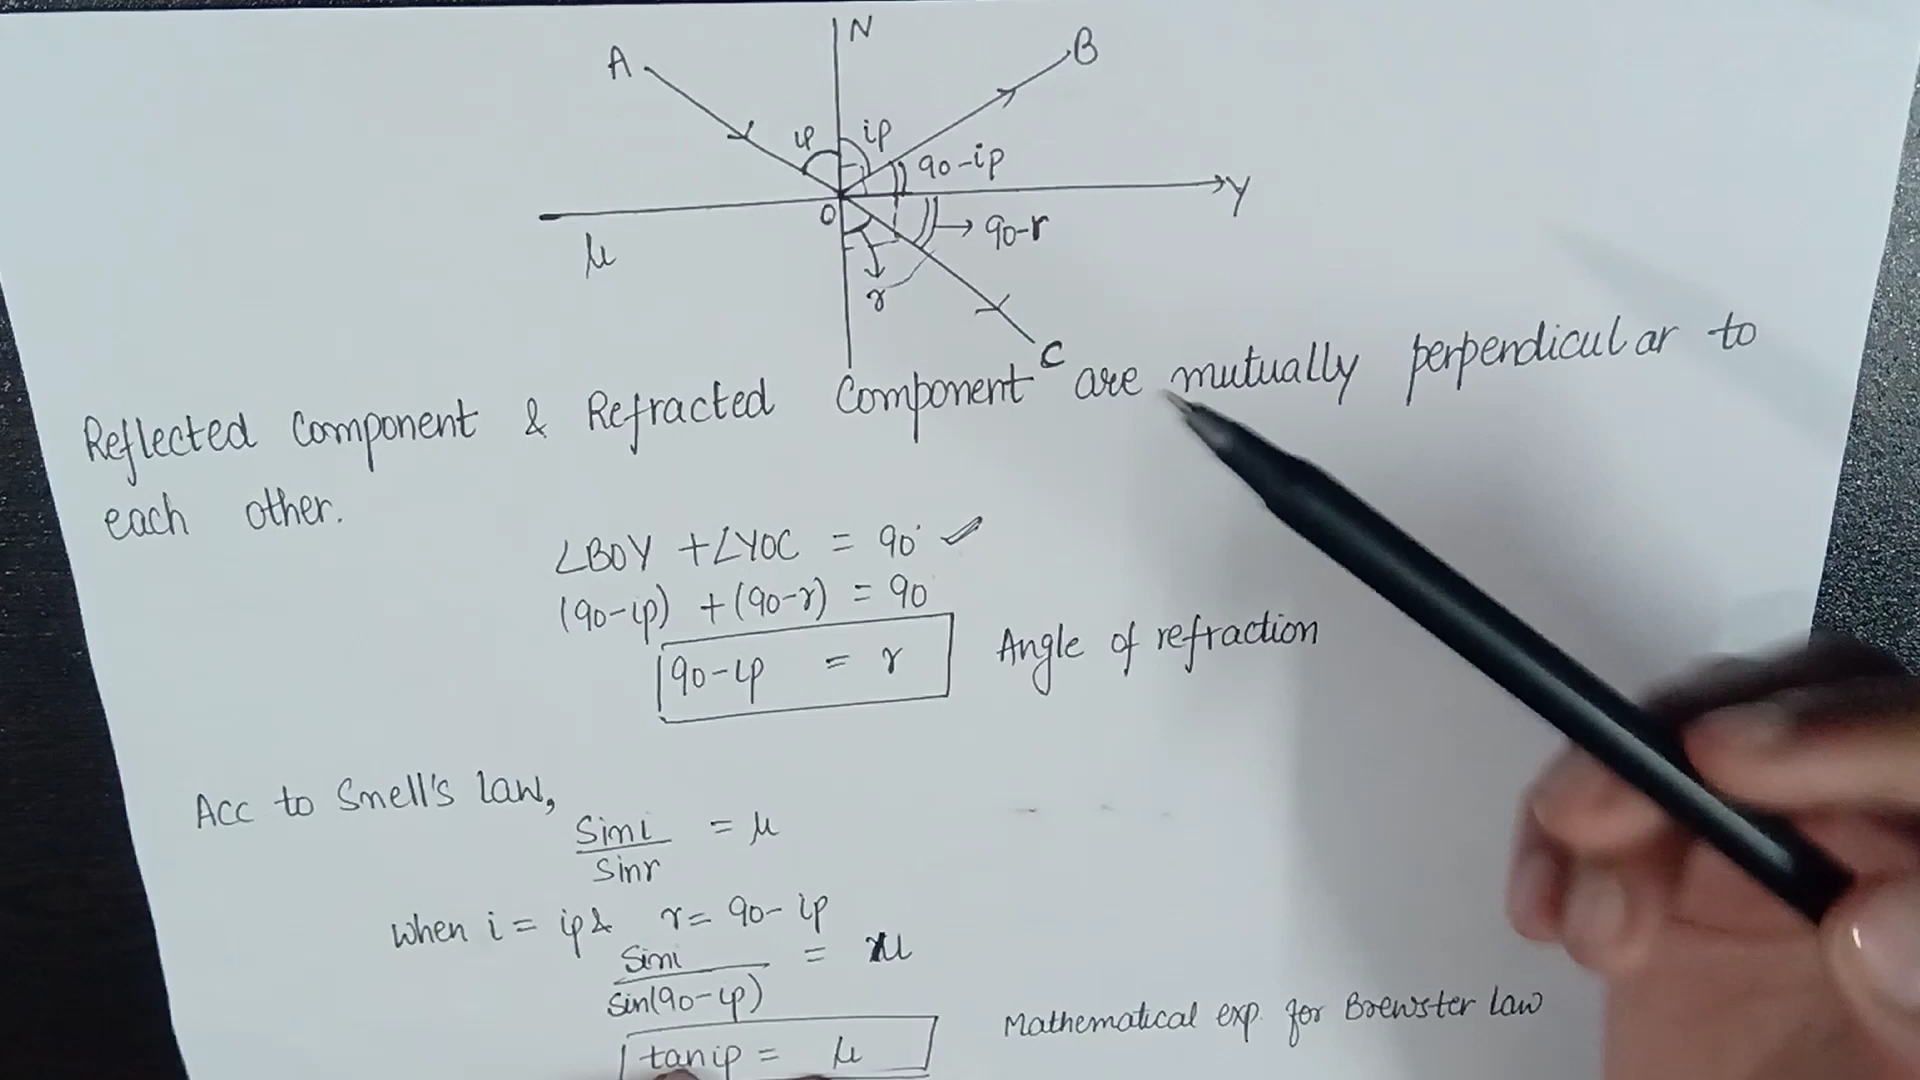 N
A
B
ip
ip
90-ip
Y
O
μ
90-r
r
C
Reflected Component & Refracted Component are mutually perpendicular to
each other.
∠BOY + ∠YOC = 90°
(90-ip) + (90-r) = 90
90-ip = r
Angle of refraction
Acc to Snell's law,
Sini
Sinr
= μ
when i = ip & r = 90-ip
Sini
Sin(90-ip)
= μ
tan ip = μ
Mathematical exp. for Brewster law